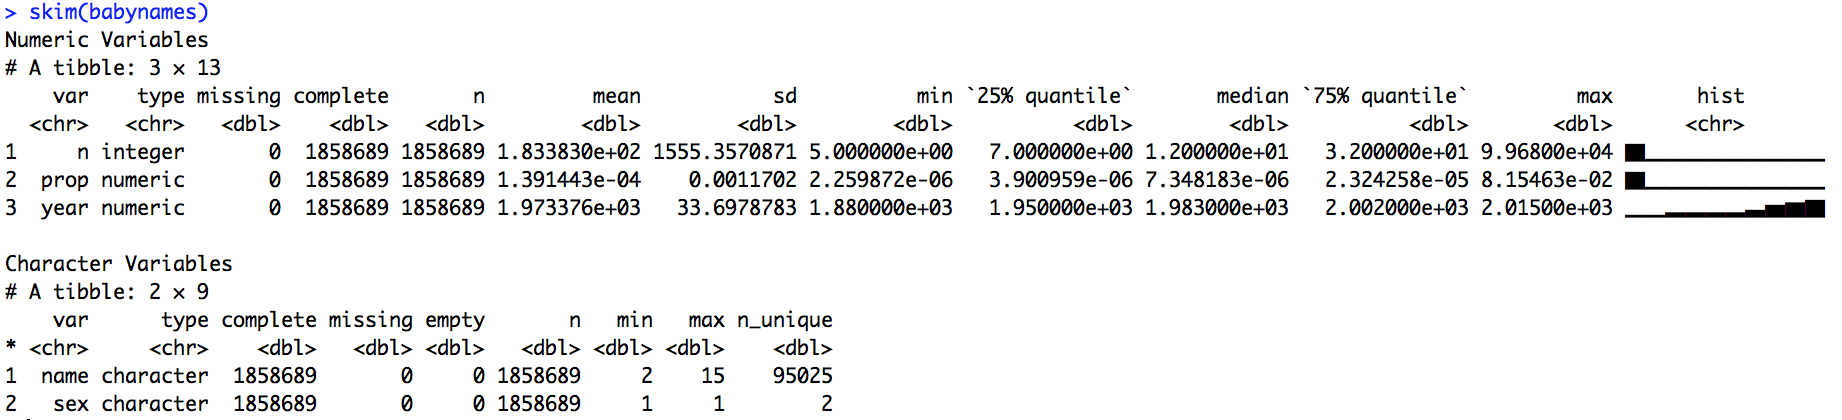 > skim(babynames)
Numeric Variables
# A tibble: 3 × 13
var type missing complete n mean sd min `25% quantile` median `75% quantile` max hist
<chr> <chr> <dbl> <dbl> <dbl> <dbl> <dbl> <dbl> <dbl> <dbl> <dbl> <dbl> <chr>
1 n integer 0 1858689 1858689 1.833830e+02 1555.3570871 5.000000e+00 7.000000e+00 1.200000e+01 3.200000e+01 9.96800e+04 ▇▁▁▁▁▁▁▁▁▁
2 prop numeric 0 1858689 1858689 1.391443e-04 0.0011702 2.259872e-06 3.900959e-06 7.348183e-06 2.324258e-05 8.15463e-02 ▇▁▁▁▁▁▁▁▁▁
3 year numeric 0 1858689 1858689 1.973376e+03 33.6978783 1.880000e+03 1.950000e+03 1.983000e+03 2.002000e+03 2.01500e+03 ▁▁▂▂▂▂▃▅▆▇
Character Variables
# A tibble: 2 × 9
var type complete missing empty n min max n_unique
* <chr> <chr> <dbl> <dbl> <dbl> <dbl> <dbl> <dbl> <dbl>
1 name character 1858689 0 0 1858689 2 15 95025
2 sex character 1858689 0 0 1858689 1 1 2